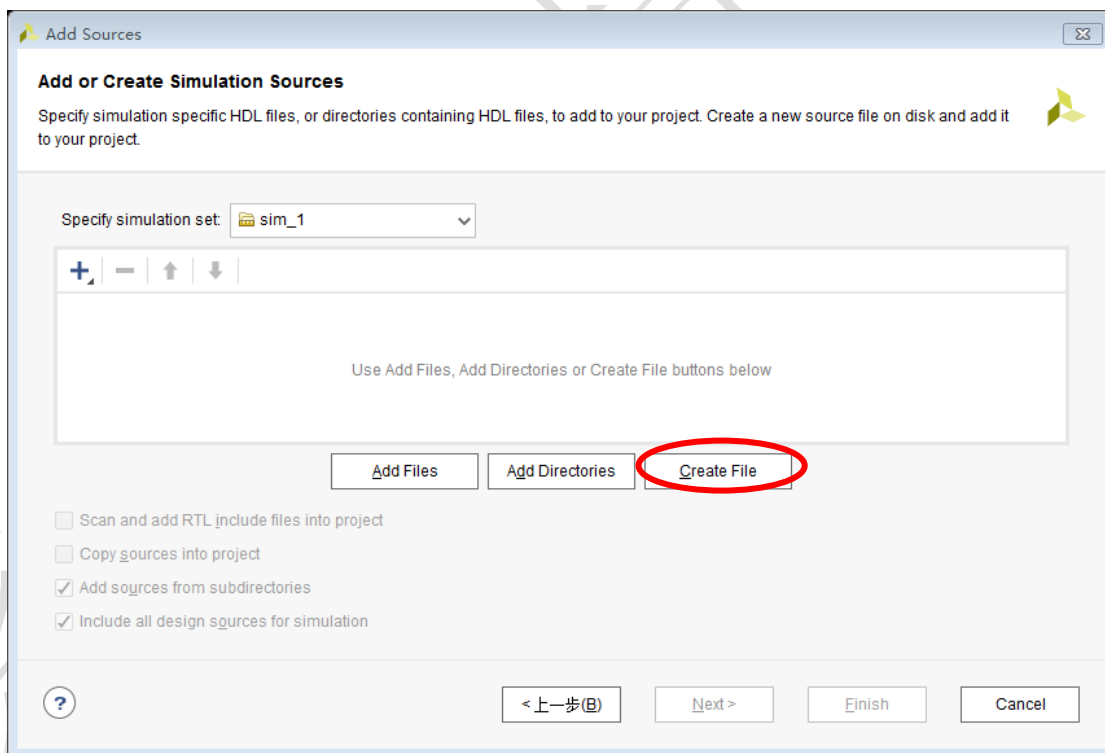 Add Sources
Add or Create Simulation Sources
Specify simulation specific HDL files, or directories containing HDL files, to add to your project. Create a new source file on disk and add it
to your project.
Specify simulation set: sim_1
Use Add Files, Add Directories or Create File buttons below
Add Files Add Directories Create File
Scan and add RTL include files into project
Copy sources into project
Add sources from subdirectories
Include all design sources for simulation
? <上一步(B) Next > Finish Cancel